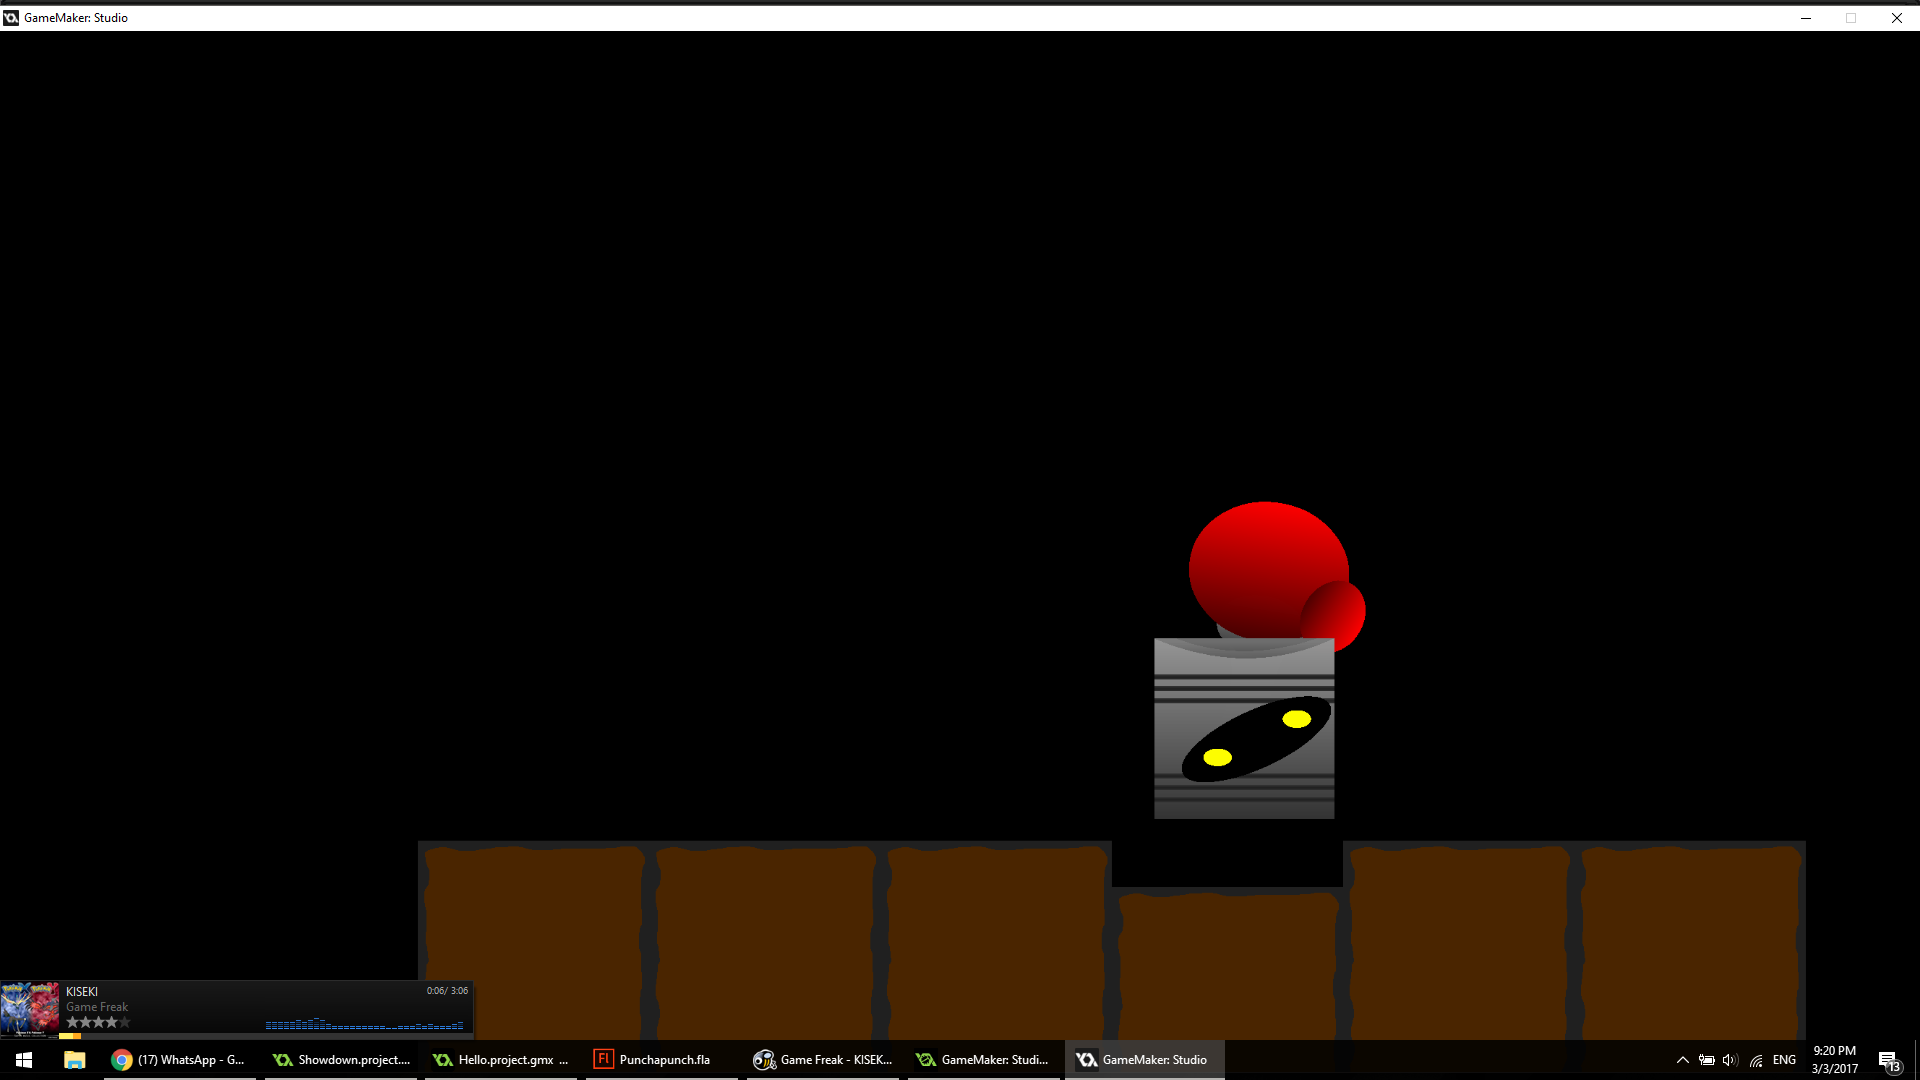 GameMaker: Studio
KISEKI
0:06/ 3:06
Game Freak
(17) WhatsApp - G...
Showdown.project....
Hello.project.gmx ...
Fl
Punchapunch.fla
Game Freak - KISEK...
GameMaker: Studi...
GameMaker: Studio
ENG
9:20 PM
3/3/2017
13